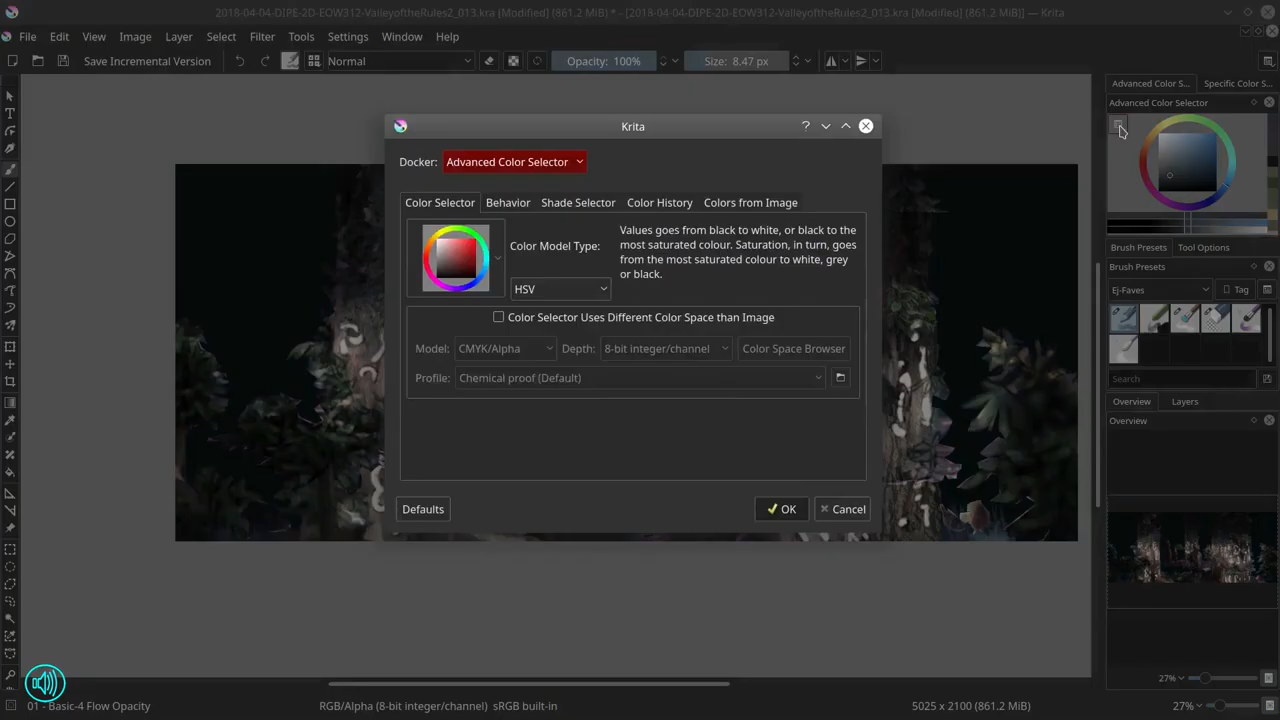 2018-04-04-DIPE-2D-EOW312-ValleyoftheRules2_013.kra [Modified] (861.2 MiB) * - [2018-04-04-DIPE-2D-EOW312-ValleyoftheRules2_013.kra [Modified] (861.2 MiB)] — Krita
File Edit View Image Layer Select Filter Tools Settings Window Help
Save Incremental Version Normal Opacity: 100% Size: 8.47 px
Advanced Color S... Specific Color S...
Advanced Color Selector
Krita
Docker: Advanced Color Selector
Color Selector Behavior Shade Selector Color History Colors from Image
Color Model Type:
HSV
Values goes from black to white, or black to the
most saturated colour. Saturation, in turn, goes
from the most saturated colour to white, grey
or black.
Color Selector Uses Different Color Space than Image
Model: CMYK/Alpha Depth: 8-bit integer/channel Color Space Browser
Profile: Chemical proof (Default)
Defaults OK Cancel
Brush Presets Tool Options
Brush Presets
Ej-Faves Tag
Search
Overview Layers
Overview
27%
01 - Basic-4 Flow Opacity RGB/Alpha (8-bit integer/channel) sRGB built-in 5025 x 2100 (861.2 MiB) 27%